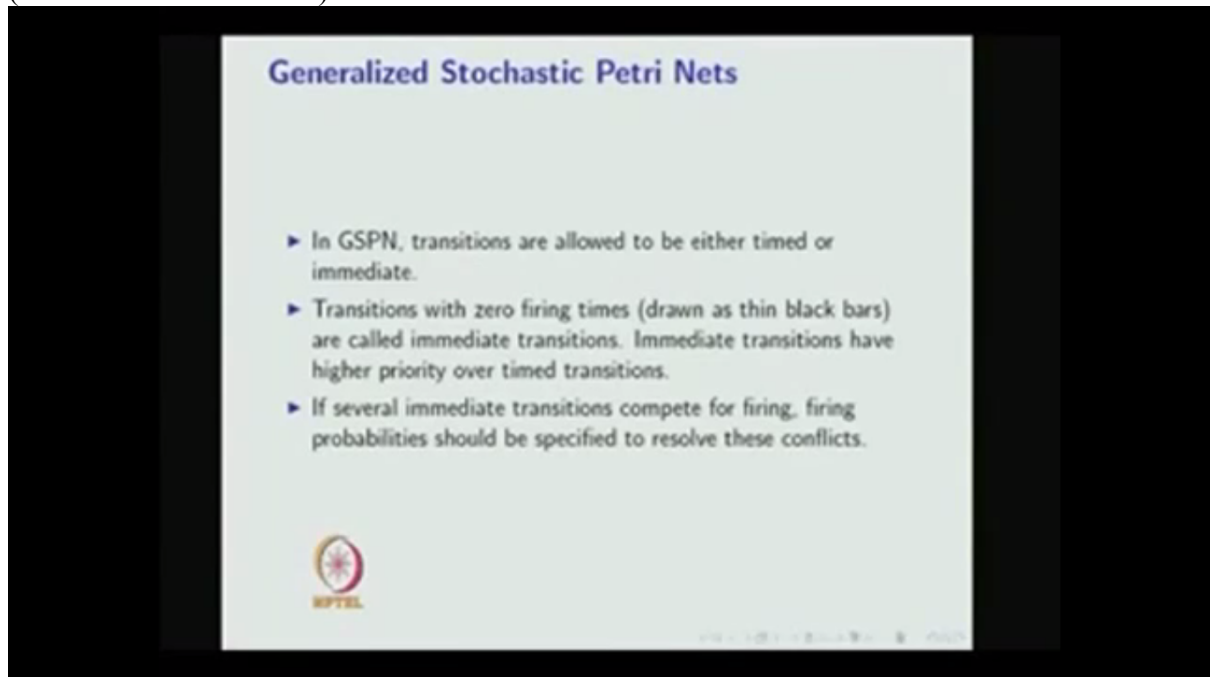 Generalized Stochastic Petri Nets
► In GSPN, transitions are allowed to be either timed or
immediate.
► Transitions with zero firing times (drawn as thin black bars)
are called immediate transitions. Immediate transitions have
higher priority over timed transitions.
► If several immediate transitions compete for firing, firing
probabilities should be specified to resolve these conflicts.
NPTEL